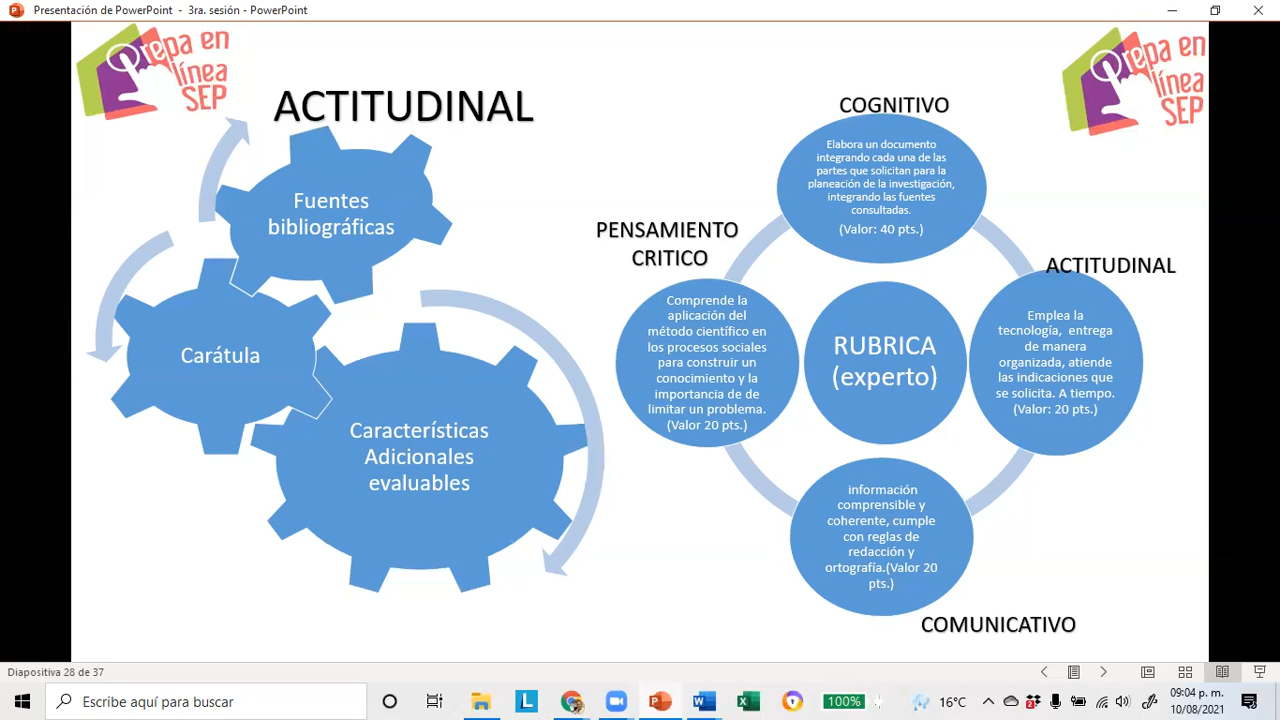 Presentación de PowerPoint - 3ra. sesión - PowerPoint
Prepa en
línea
SEP
ACTITUDINAL
Fuentes
bibliográficas
Carátula
Características
Adicionales
evaluables
Prepa en
línea
SEP
COGNITIVO
Elabora un documento
integrando cada una de las
partes que solicitan para la
planeación de la investigación,
integrando las fuentes
consultadas.
(Valor: 40 pts.)
PENSAMIENTO
CRITICO
Comprende la
aplicación del
método científico en
los procesos sociales
para construir un
conocimiento y la
importancia de de
limitar un problema.
(Valor 20 pts.)
RUBRICA
(experto)
ACTITUDINAL
Emplea la
tecnología, entrega
de manera
organizada, atiende
las indicaciones que
se solicita. A tiempo.
(Valor: 20 pts.)
información
comprensible y
coherente, cumple
con reglas de
redacción y
ortografía.(Valor 20
pts.)
COMUNICATIVO
Diapositiva 28 de 37
Escribe aquí para buscar
100%
16°C
09:04 p. m.
10/08/2021